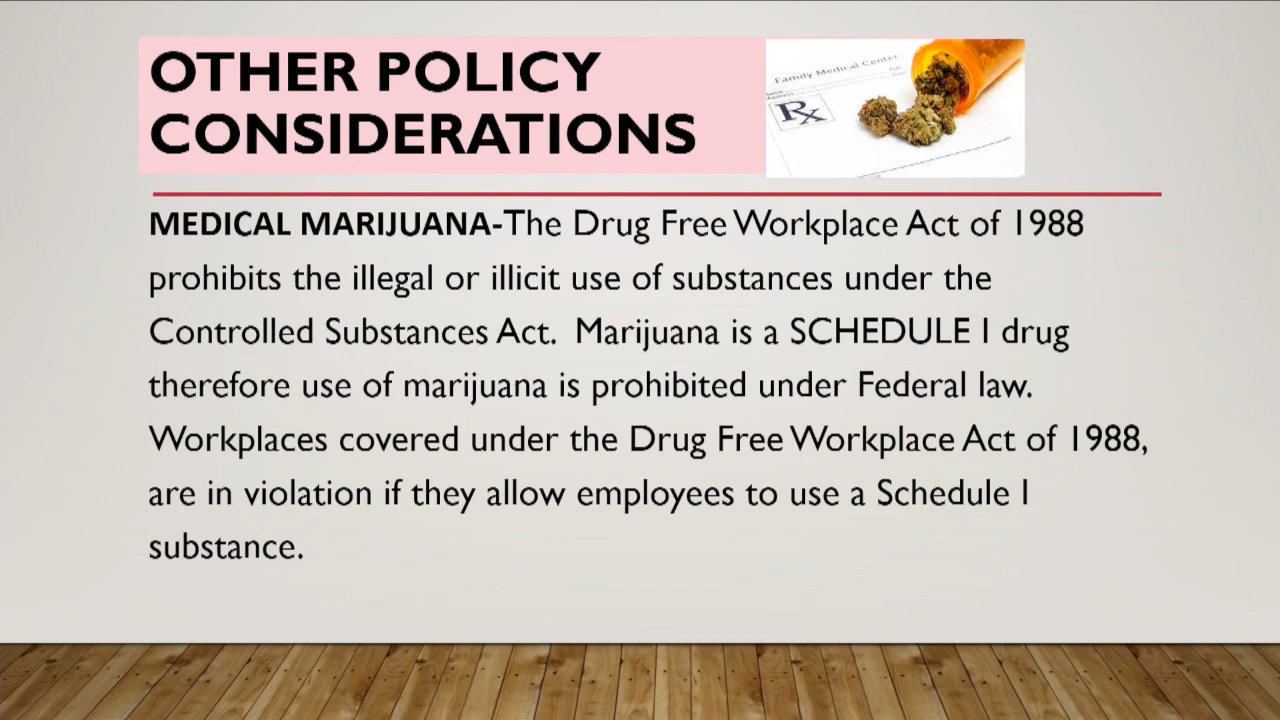 OTHER POLICY
CONSIDERATIONS
Family Medical Center
Rx
MEDICAL MARIJUANA-The Drug Free Workplace Act of 1988
prohibits the illegal or illicit use of substances under the
Controlled Substances Act.  Marijuana is a SCHEDULE I drug
therefore use of marijuana is prohibited under Federal law.
Workplaces covered under the Drug Free Workplace Act of 1988,
are in violation if they allow employees to use a Schedule I
substance.